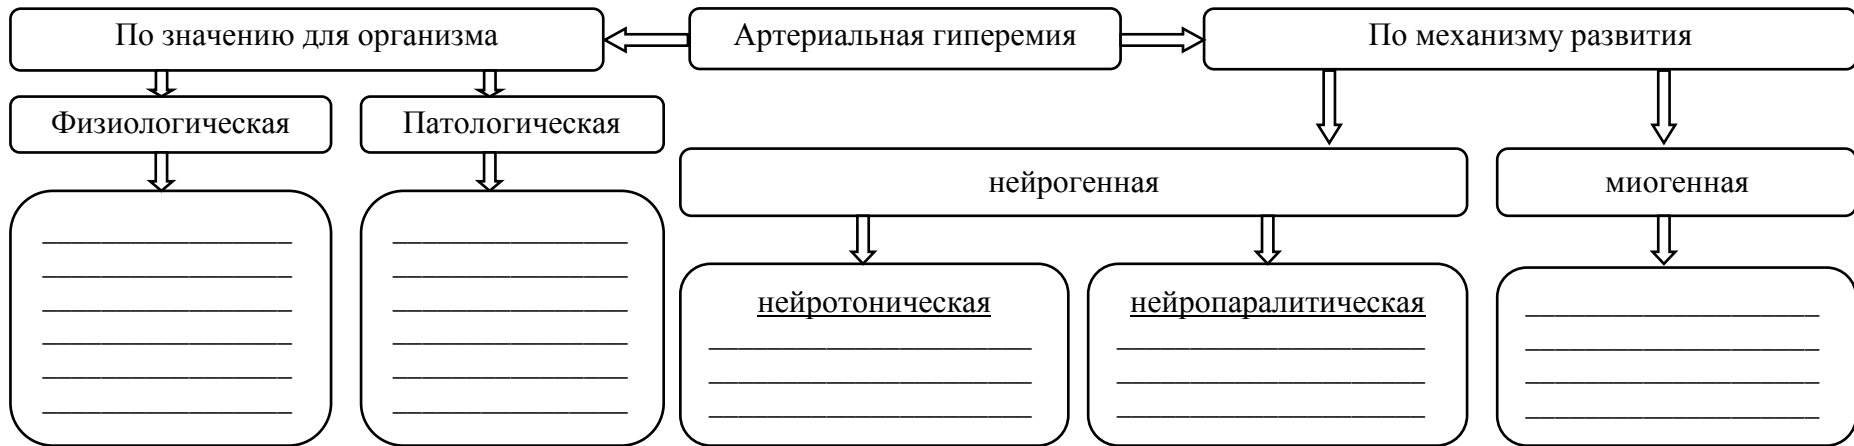 По значению для организма
Артериальная гиперемия
По механизму развития
Физиологическая
Патологическая
нейрогенная
миогенная
нейротоническая
нейропаралитическая